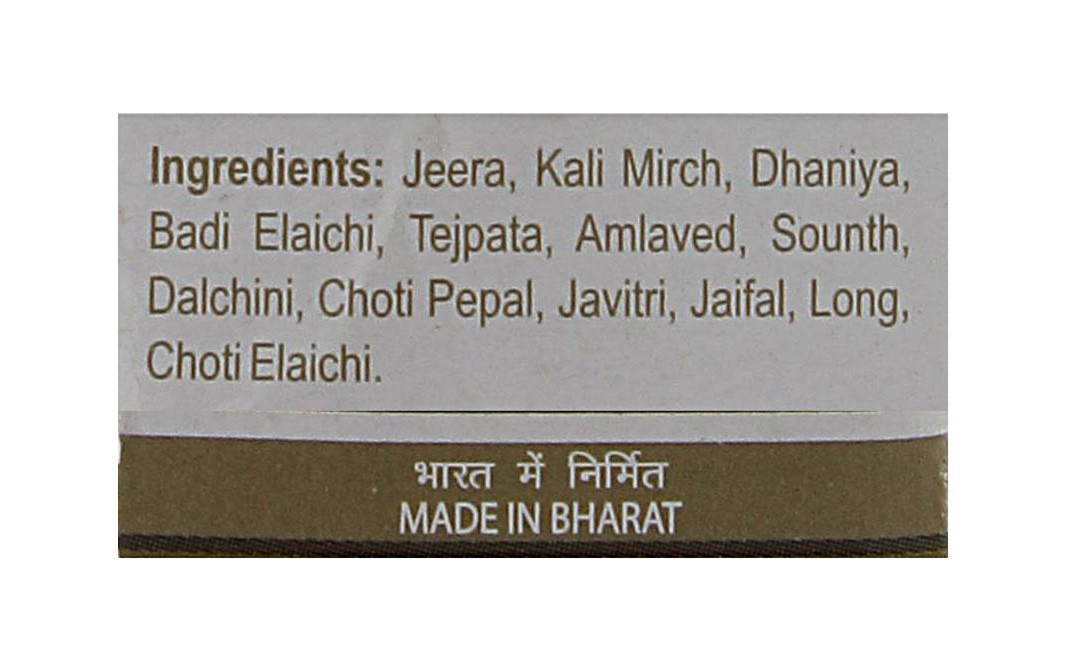 Ingredients: Jeera, Kali Mirch, Dhaniya,
Badi Elaichi, Tejpata, Amlaved, Sounth,
Dalchini, Choti Pepal, Javitri, Jaifal, Long,
Choti Elaichi.
भारत में निर्मित
MADE IN BHARAT